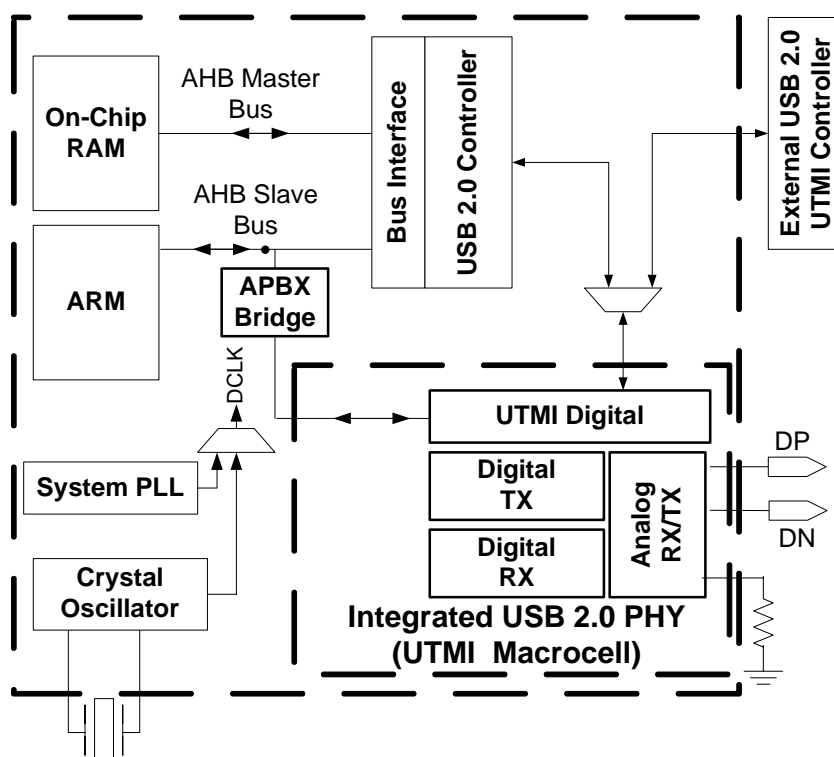 On-Chip
RAM
AHB Master
Bus
Bus Interface
USB 2.0 Controller
External USB 2.0
UTMI Controller
AHB Slave
Bus
ARM
APBX
Bridge
DCLK
UTMI Digital
System PLL
Digital
TX
Analog
RX/TX
DP
DN
Digital
RX
Crystal
Oscillator
Integrated USB 2.0 PHY
(UTMI Macrocell)